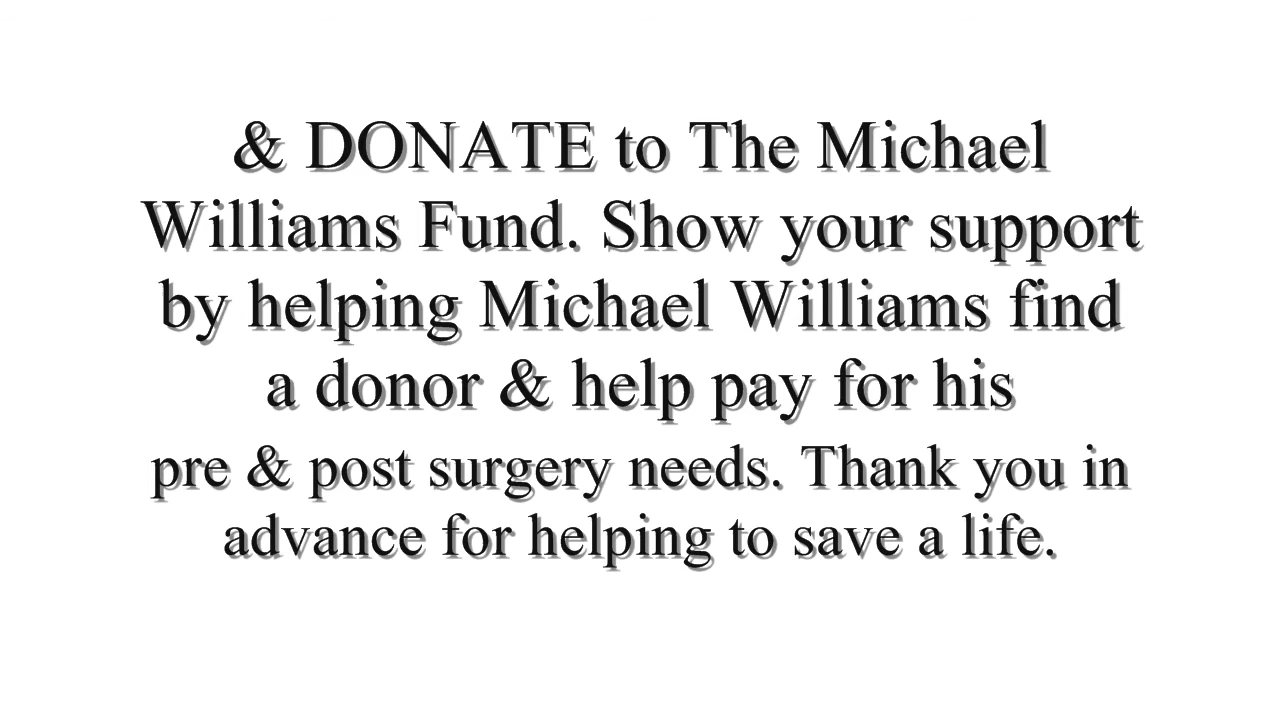 & DONATE to The Michael
Williams Fund. Show your support
by helping Michael Williams find
a donor & help pay for his
pre & post surgery needs. Thank you in
advance for helping to save a life.